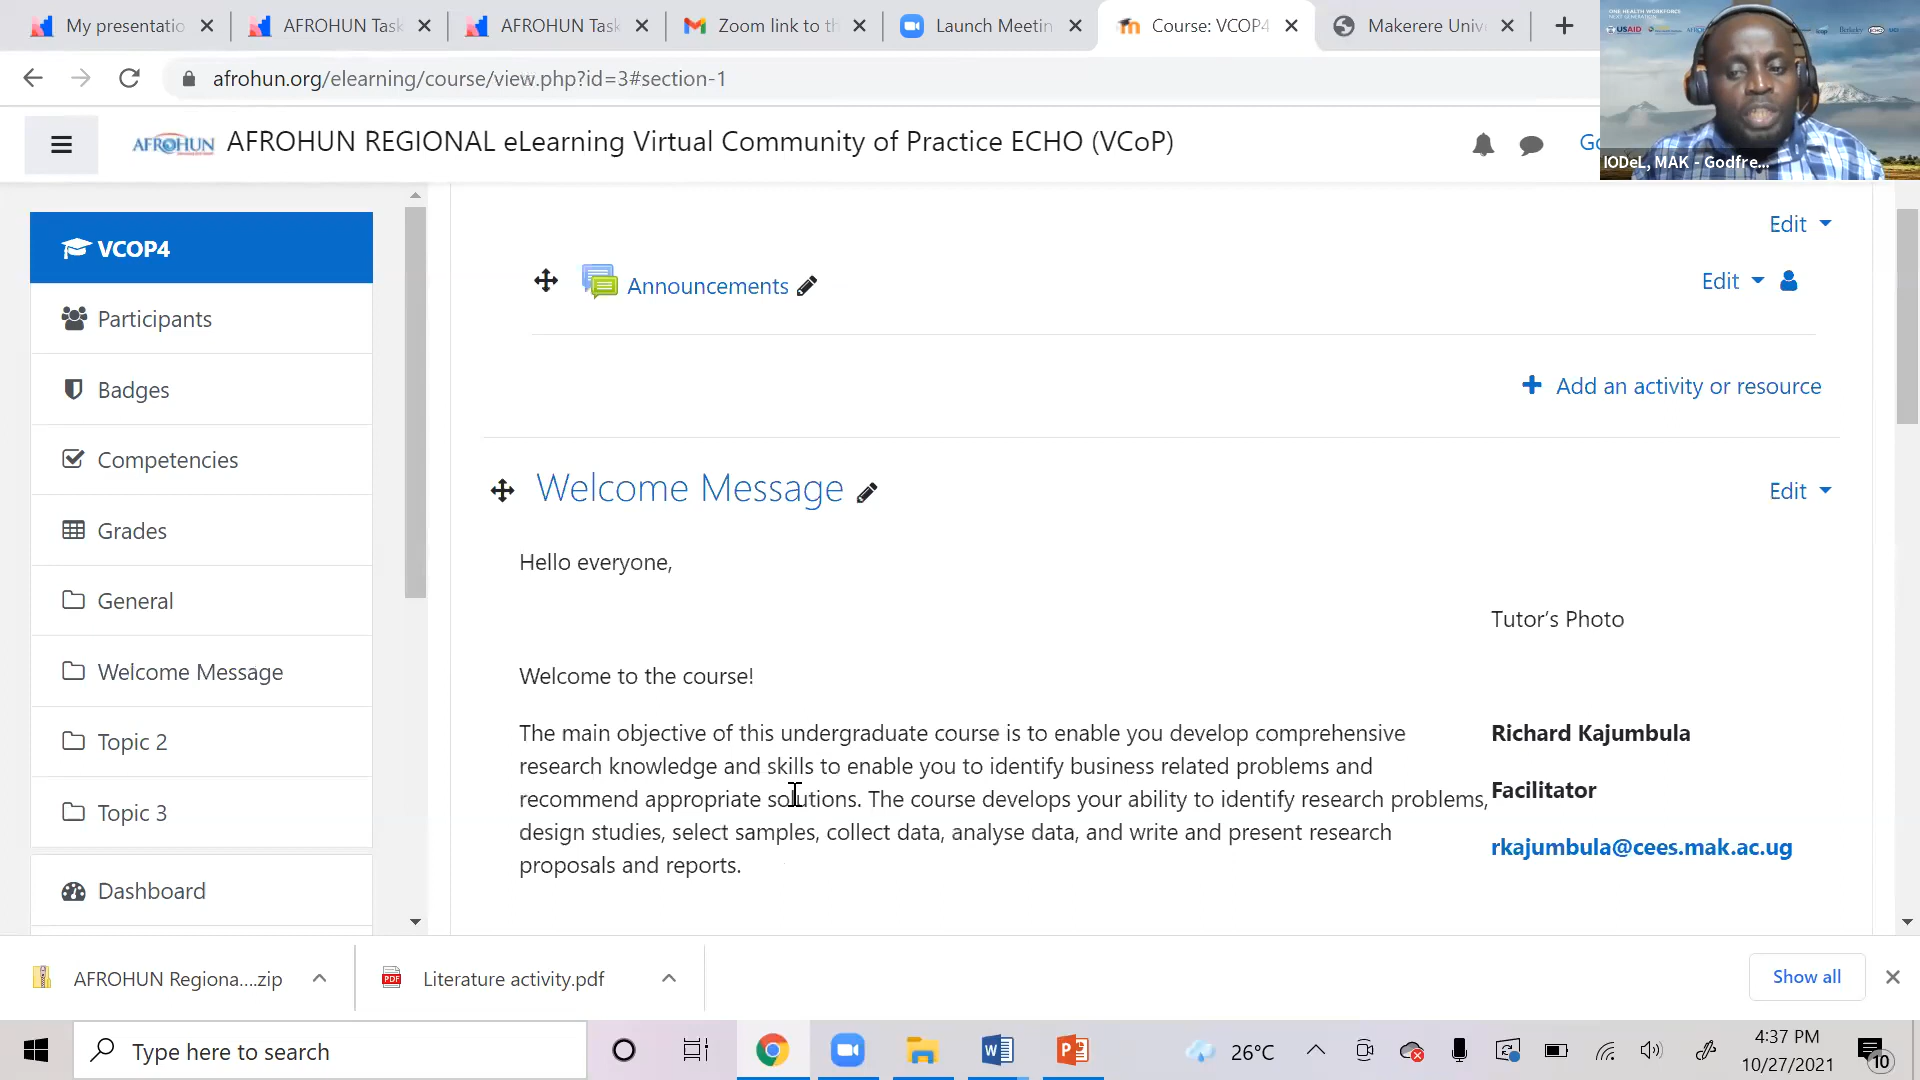 My presentatio
AFROHUN Task
AFROHUN Task
Zoom link to th
Launch Meetin
Course: VCOP4
Makerere Univ
afrohun.org/elearning/course/view.php?id=3#section-1
AFROHUN
AFROHUN REGIONAL eLearning Virtual Community of Practice ECHO (VCoP)
Go
USAID
IODeL, MAK - Godfre...
VCOP4
Participants
Badges
Competencies
Grades
General
Welcome Message
Topic 2
Topic 3
Dashboard
Edit
Announcements
Edit
Add an activity or resource
Welcome Message
Edit
Hello everyone,
Tutor's Photo
Welcome to the course!
The main objective of this undergraduate course is to enable you develop comprehensive
research knowledge and skills to enable you to identify business related problems and
recommend appropriate solutions. The course develops your ability to identify research problems,
design studies, select samples, collect data, analyse data, and write and present research
proposals and reports.
Richard Kajumbula
Facilitator
rkajumbula@cees.mak.ac.ug
AFROHUN Regiona....zip
PDF
Literature activity.pdf
Show all
Type here to search
26°C
4:37 PM
10/27/2021
10